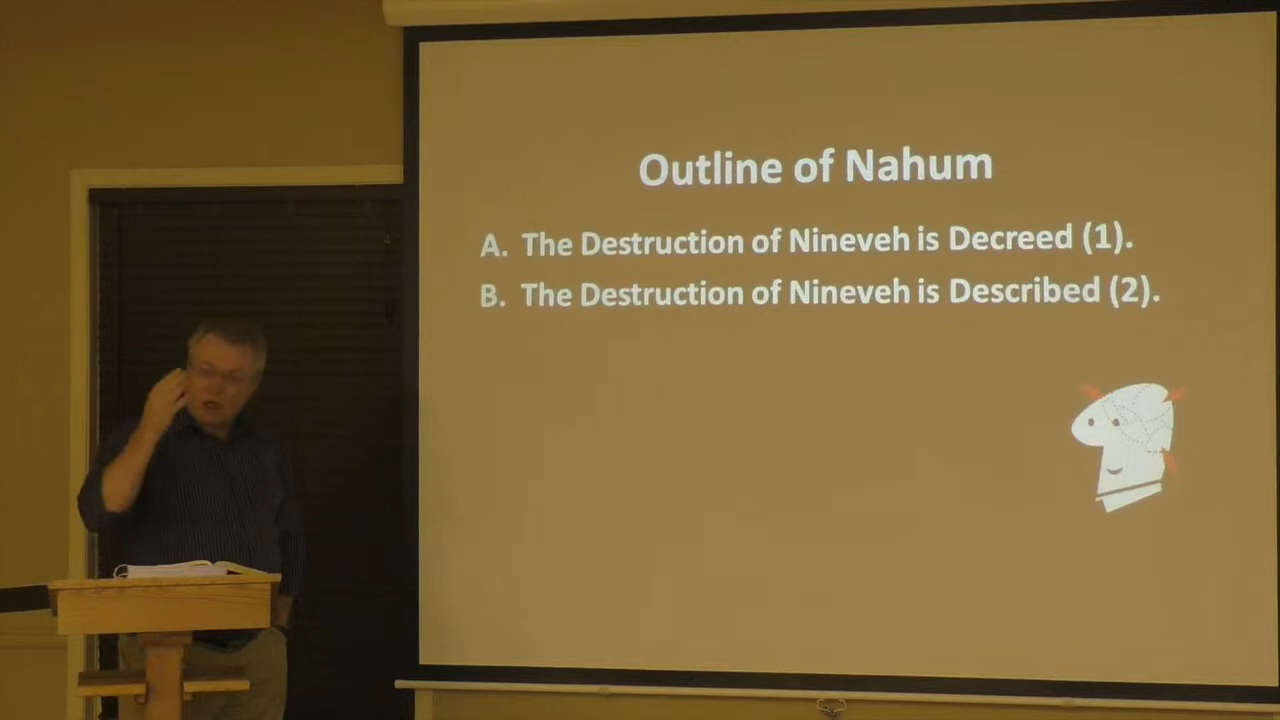 Outline of Nahum
A. The Destruction of Nineveh is Decreed (1).
B. The Destruction of Nineveh is Described (2).